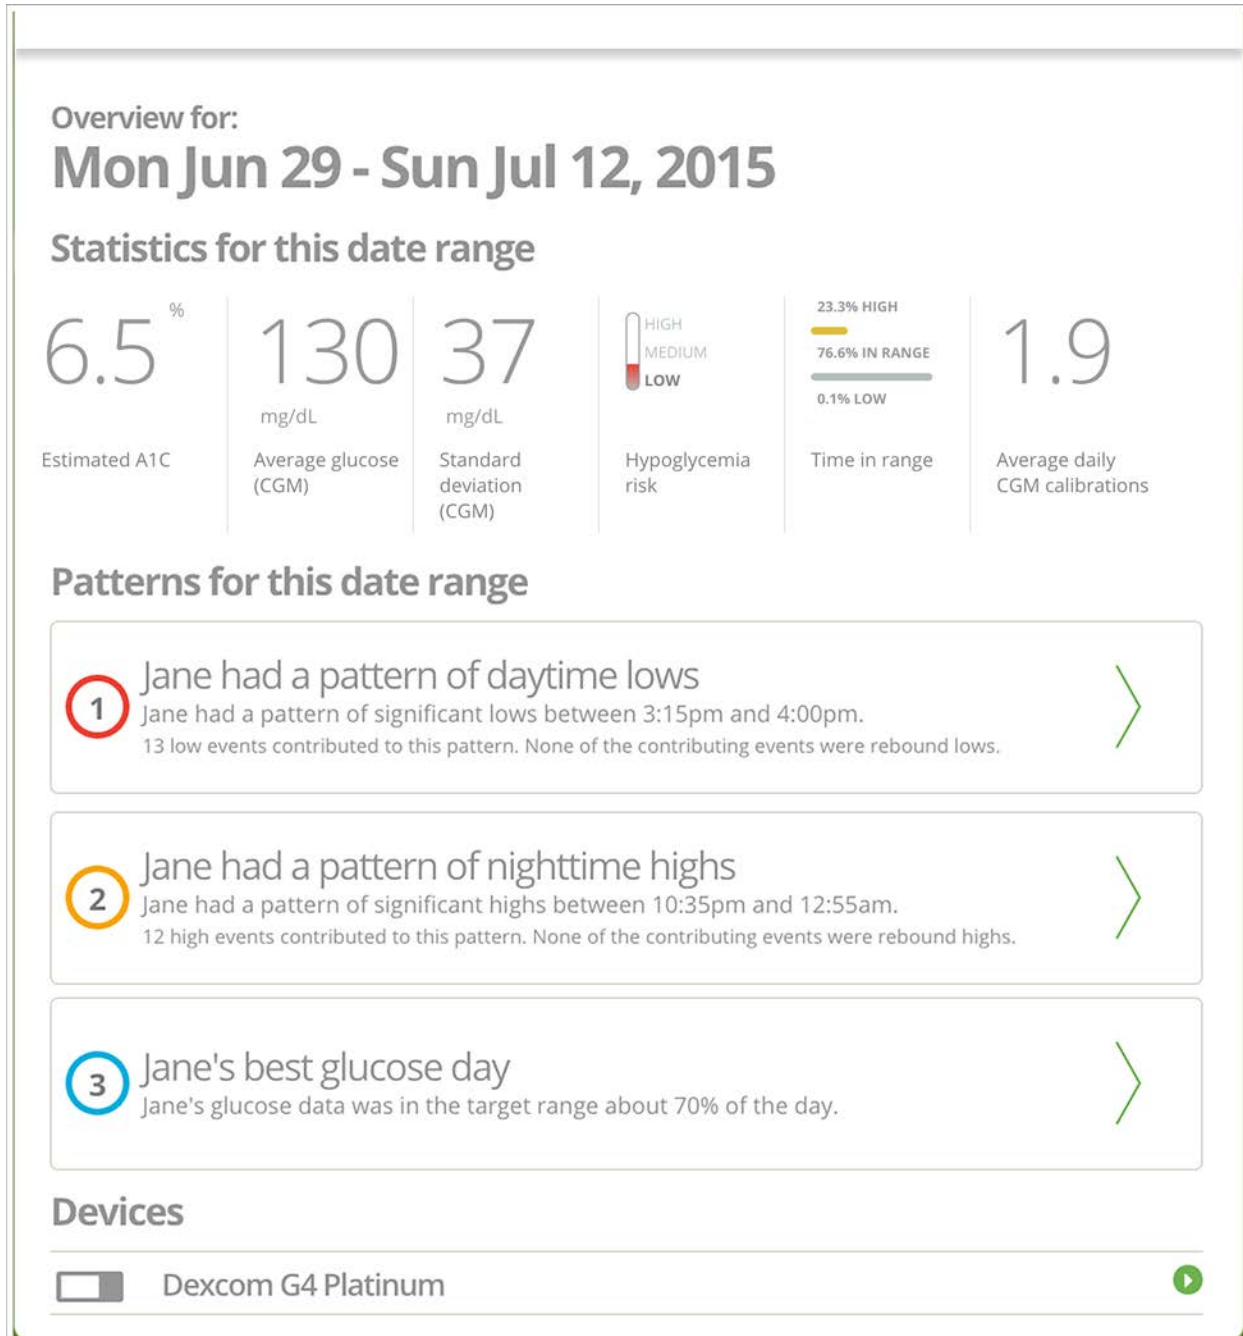 Overview for:
Mon Jun 29 - Sun Jul 12, 2015
Statistics for this date range
6.5 %
Estimated A1C
130
mg/dL
Average glucose
(CGM)
37
mg/dL
Standard
deviation
(CGM)
HIGH
MEDIUM
LOW
Hypoglycemia
risk
23.3% HIGH
76.6% IN RANGE
0.1% LOW
Time in range
1.9
Average daily
CGM calibrations
Patterns for this date range
1
Jane had a pattern of daytime lows
Jane had a pattern of significant lows between 3:15pm and 4:00pm.
13 low events contributed to this pattern. None of the contributing events were rebound lows.
2
Jane had a pattern of nighttime highs
Jane had a pattern of significant highs between 10:35pm and 12:55am.
12 high events contributed to this pattern. None of the contributing events were rebound highs.
3
Jane's best glucose day
Jane's glucose data was in the target range about 70% of the day.
Devices
Dexcom G4 Platinum